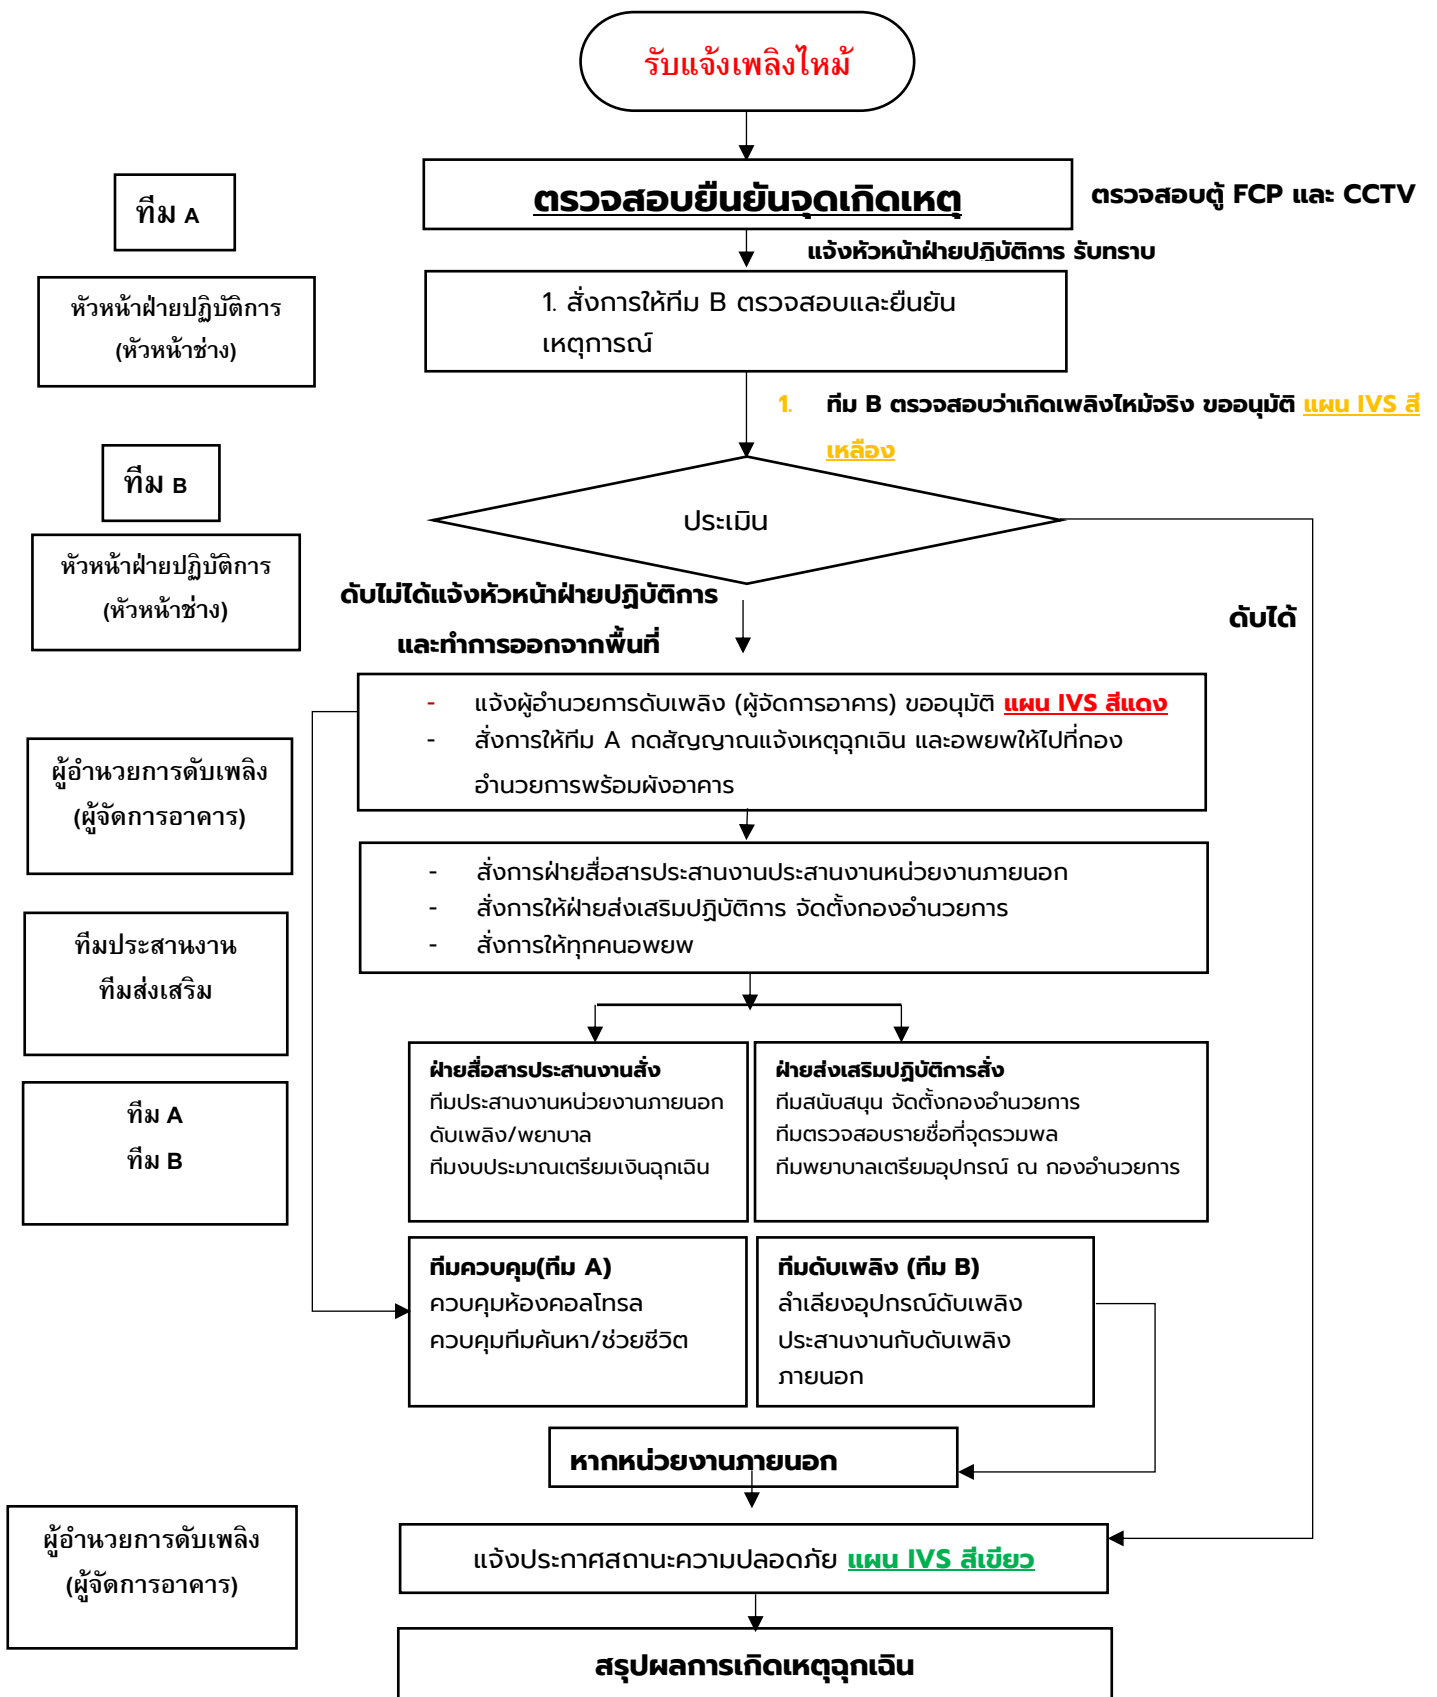 รับแจ้งเพลิงไหม้
ทีม A
ตรวจสอบยืนยันจุดเกิดเหตุ
ตรวจสอบตู้ FCP และ CCTV
แจ้งหัวหน้าฝ่ายปฏิบัติการ รับทราบ
หัวหน้าฝ่ายปฏิบัติการ
(หัวหน้าช่าง)
1. สั่งการให้ทีม B ตรวจสอบและยืนยัน
เหตุการณ์
1. ทีม B ตรวจสอบว่าเกิดเพลิงไหม้จริง ขออนุมัติ แผน IVS สี
เหลือง
ทีม B
ประเมิน
หัวหน้าฝ่ายปฏิบัติการ
(หัวหน้าช่าง)
ดับไม่ได้แจ้งหัวหน้าฝ่ายปฏิบัติการ
และทำการออกจากพื้นที่
ดับได้
- แจ้งผู้อำนวยการดับเพลิง (ผู้จัดการอาคาร) ขออนุมัติ แผน IVS สีแดง
- สั่งการให้ทีม A กดสัญญาณแจ้งเหตุฉุกเฉิน และอพยพให้ไปที่กอง
อำนวยการพร้อมผังอาคาร
ผู้อำนวยการดับเพลิง
(ผู้จัดการอาคาร)
- สั่งการฝ่ายสื่อสารประสานงานประสานงานหน่วยงานภายนอก
- สั่งการให้ฝ่ายส่งเสริมปฏิบัติการ จัดตั้งกองอำนวยการ
- สั่งการให้ทุกคนอพยพ
ทีมประสานงาน
ทีมส่งเสริม
ฝ่ายสื่อสารประสานงานสั่ง
ทีมประสานงานหน่วยงานภายนอก
ดับเพลิง/พยาบาล
ทีมงบประมาณเตรียมเงินฉุกเฉิน
ฝ่ายส่งเสริมปฏิบัติการสั่ง
ทีมสนับสนุน จัดตั้งกองอำนวยการ
ทีมตรวจสอบรายชื่อที่จุดรวมพล
ทีมพยาบาลเตรียมอุปกรณ์ ณ กองอำนวยการ
ทีม A
ทีม B
ทีมควบคุม(ทีม A)
ควบคุมห้องคอลโทรล
ควบคุมทีมค้นหา/ช่วยชีวิต
ทีมดับเพลิง (ทีม B)
ลำเลียงอุปกรณ์ดับเพลิง
ประสานงานกับดับเพลิง
ภายนอก
หากหน่วยงานภายนอก
ผู้อำนวยการดับเพลิง
(ผู้จัดการอาคาร)
แจ้งประกาศสถานะความปลอดภัย แผน IVS สีเขียว
สรุปผลการเกิดเหตุฉุกเฉิน